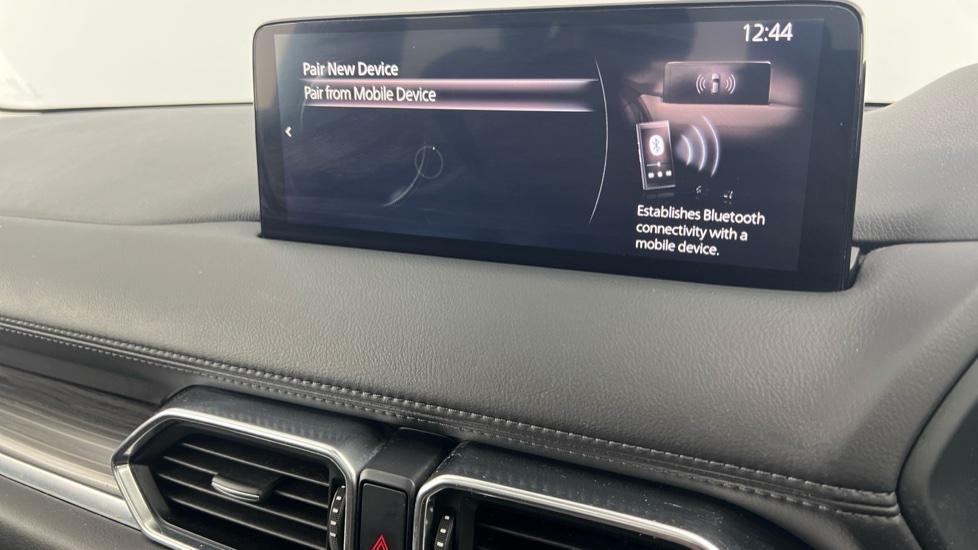 12:44
Pair New Device
Pair from Mobile Device
Establishes Bluetooth
connectivity with a
mobile device.